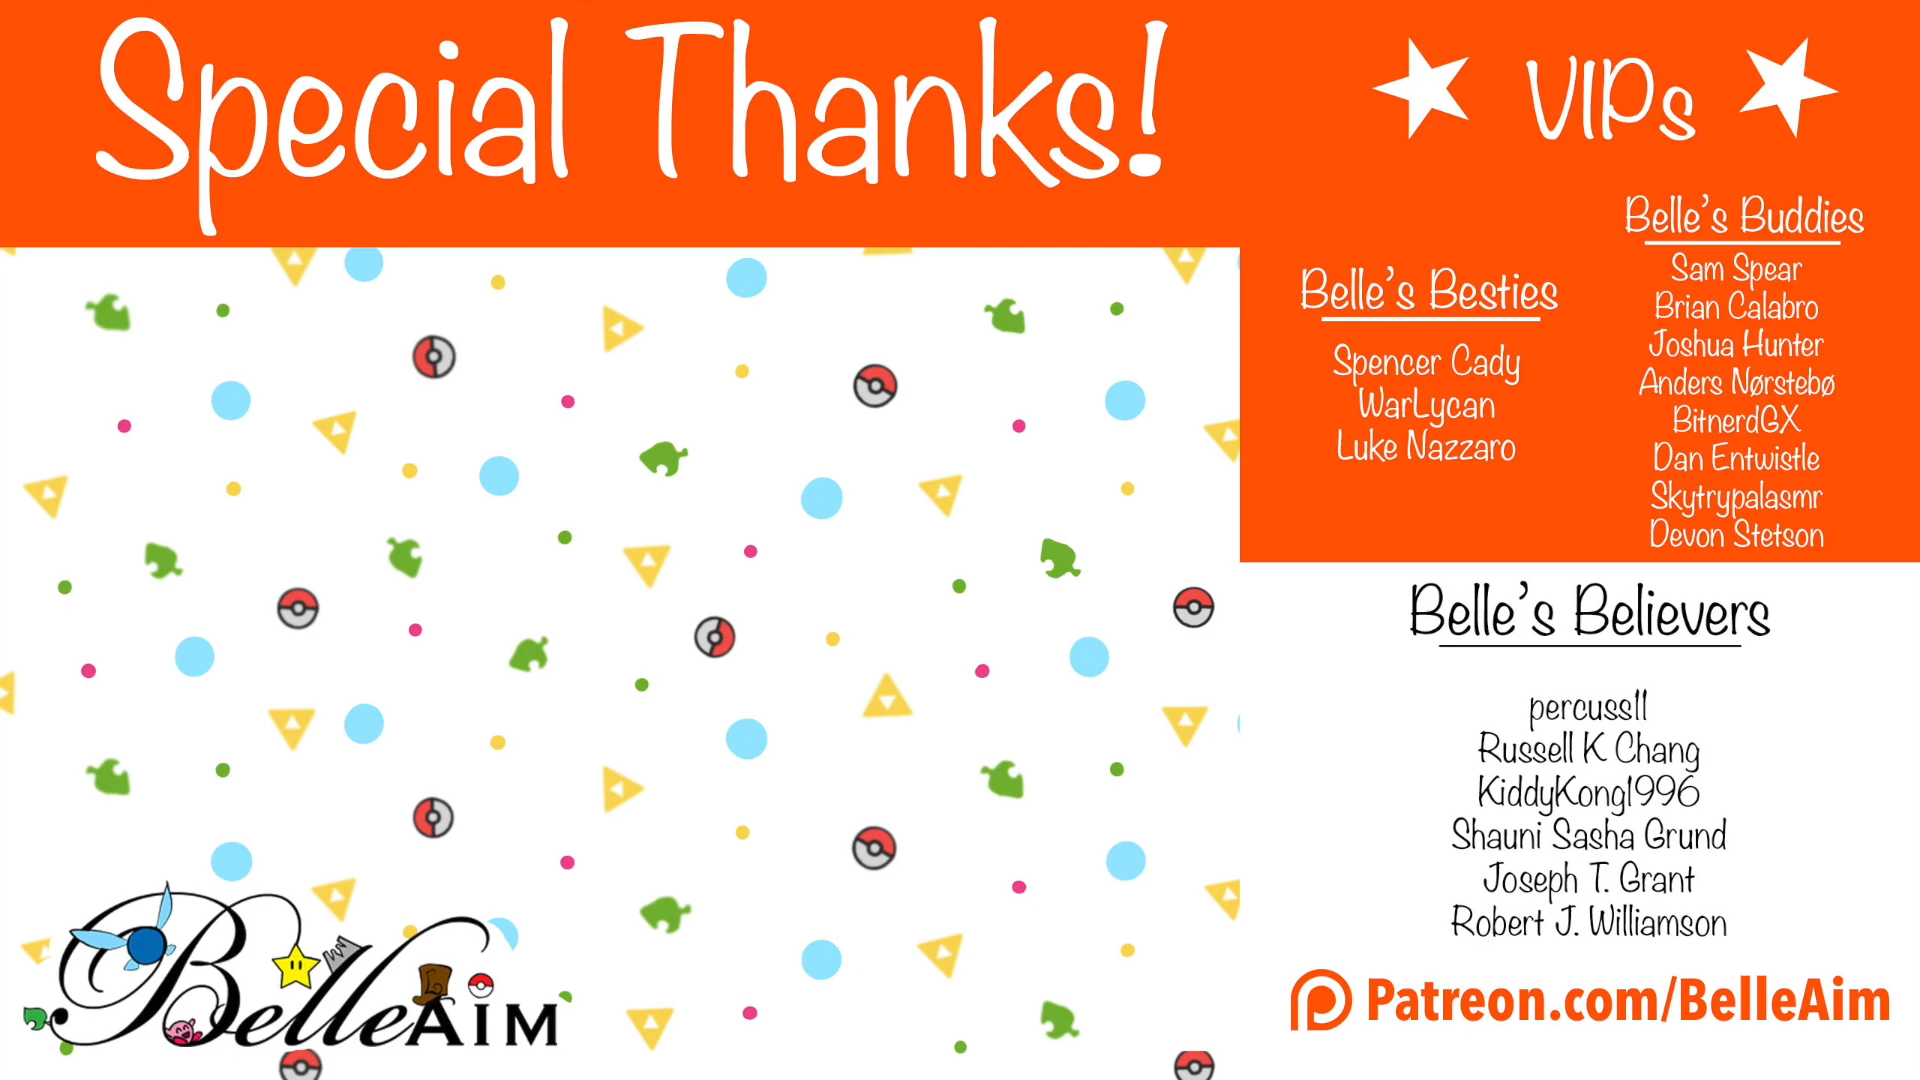 Special Thanks!
VIPs
Belle's Besties
Spencer Cady
WarLycan
Luke Nazzaro
Belle's Buddies
Sam Spear
Brian Calabro
Joshua Hunter
Anders Nørstebø
BitnerdGX
Dan Entwistle
Skytrypalasmr
Devon Stetson
Belle's Believers
percuss11
Russell K Chang
KiddyKong1996
Shauni Sasha Grund
Joseph T. Grant
Robert J. Williamson
BelleAim
Patreon.com/BelleAim